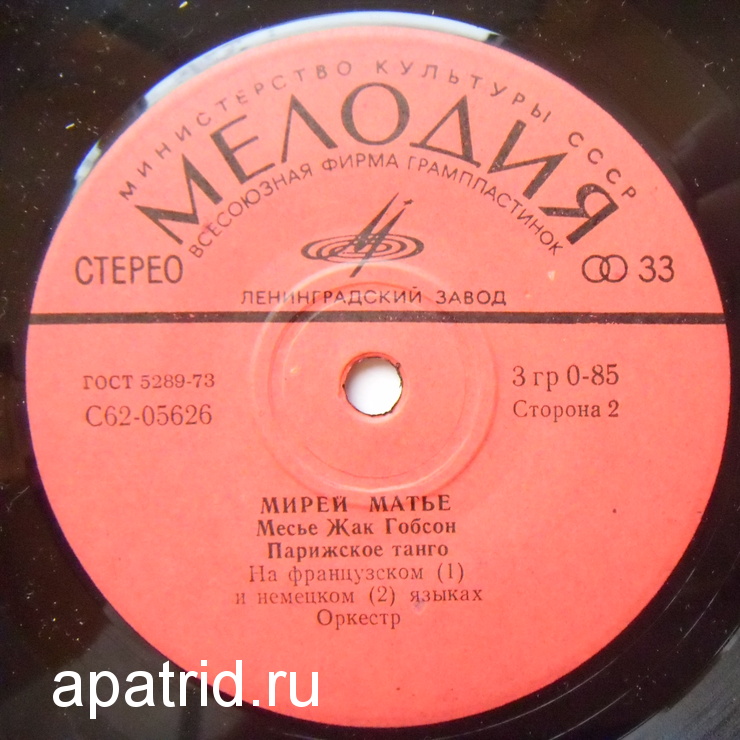 МИНИСТЕРСТВО КУЛЬТУРЫ СССР
МЕЛОДИЯ
ВСЕСОЮЗНАЯ ФИРМА ГРАМПЛАСТИНОК
СТЕРЕО
33
ЛЕНИНГРАДСКИЙ ЗАВОД
ГОСТ 5289-73
3 гр 0-85
С62-05626
Сторона 2
МИРЕЙ МАТЬЕ
Месье Жак Гобсон
Парижское танго
На французском (1)
и немецком (2) языках
Оркестр
apatrid.ru